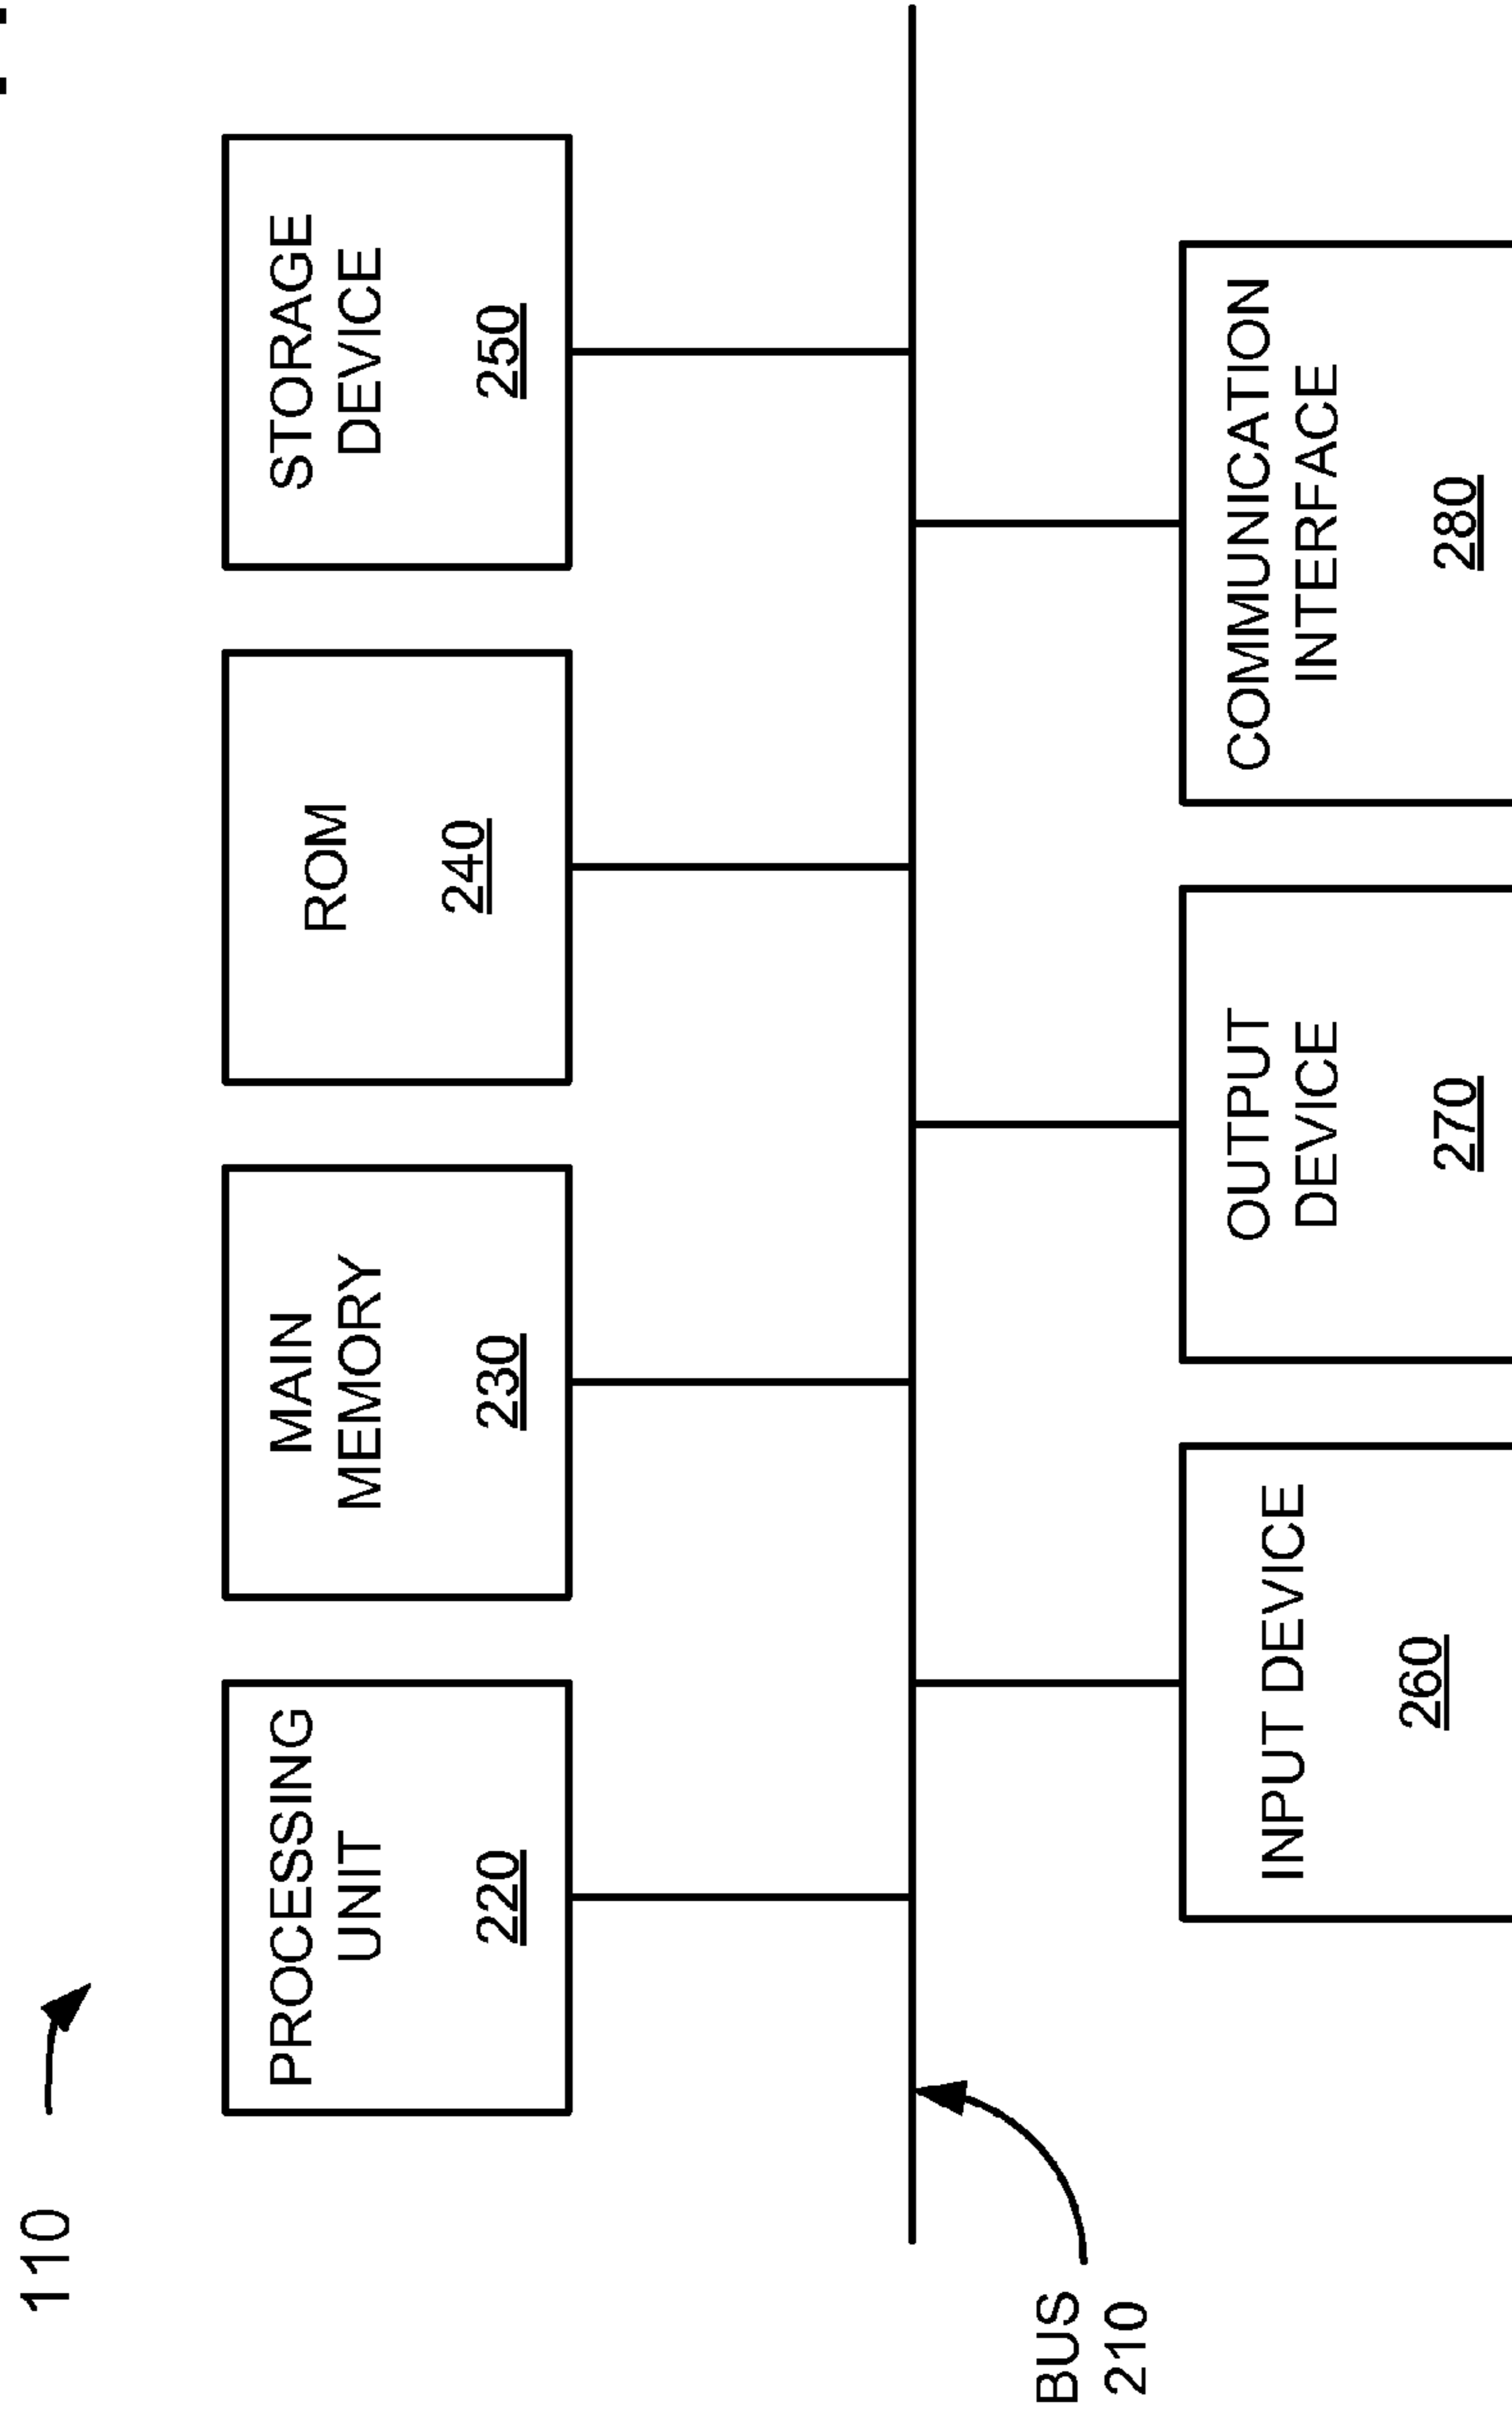 110
PROCESSING
UNIT
220
MAIN
MEMORY
230
ROM
240
STORAGE
DEVICE
250
BUS
210
INPUT DEVICE
260
OUTPUT
DEVICE
270
COMMUNICATION
INTERFACE
280